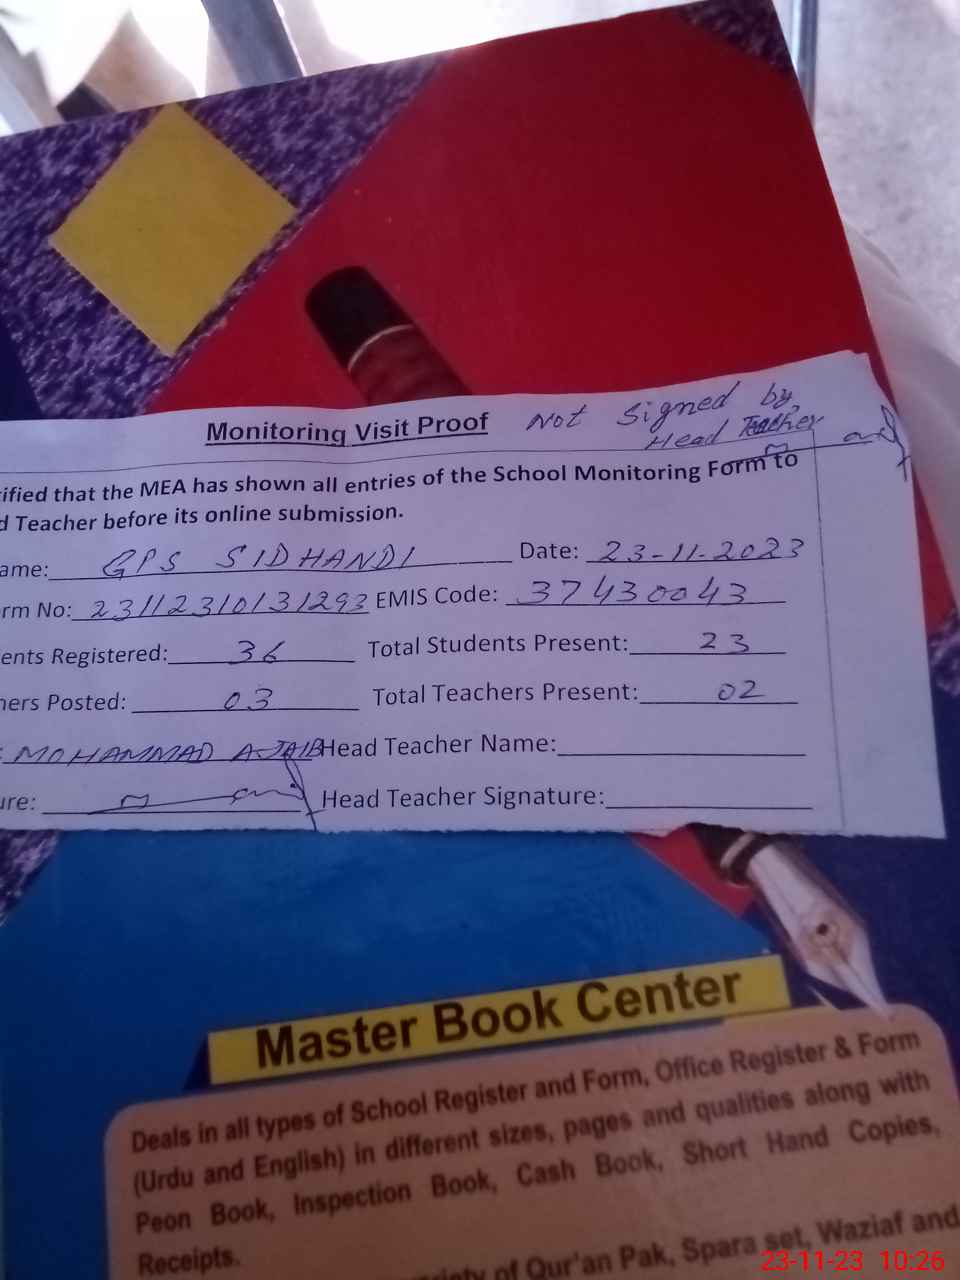 Monitoring Visit Proof Not Signed by
Head Teacher
ified that the MEA has shown all entries of the School Monitoring Form to
d Teacher before its online submission.
ame: GPS SIDHANDI Date: 23-11-2023
rm No: 23112310131293 EMIS Code: 37430043
ents Registered: 36 Total Students Present: 23
ners Posted: 03 Total Teachers Present: 02
: MOHAMMAD AJAIB Head Teacher Name:
ure: Head Teacher Signature:
Master Book Center
Deals in all types of School Register and Form, Office Register & Form
(Urdu and English) in different sizes, pages and qualities along with
Peon Book, Inspection Book, Cash Book, Short Hand Copies,
Receipts.
of Qur'an Pak, Spara set, Waziaf and
23-11-23 10:26